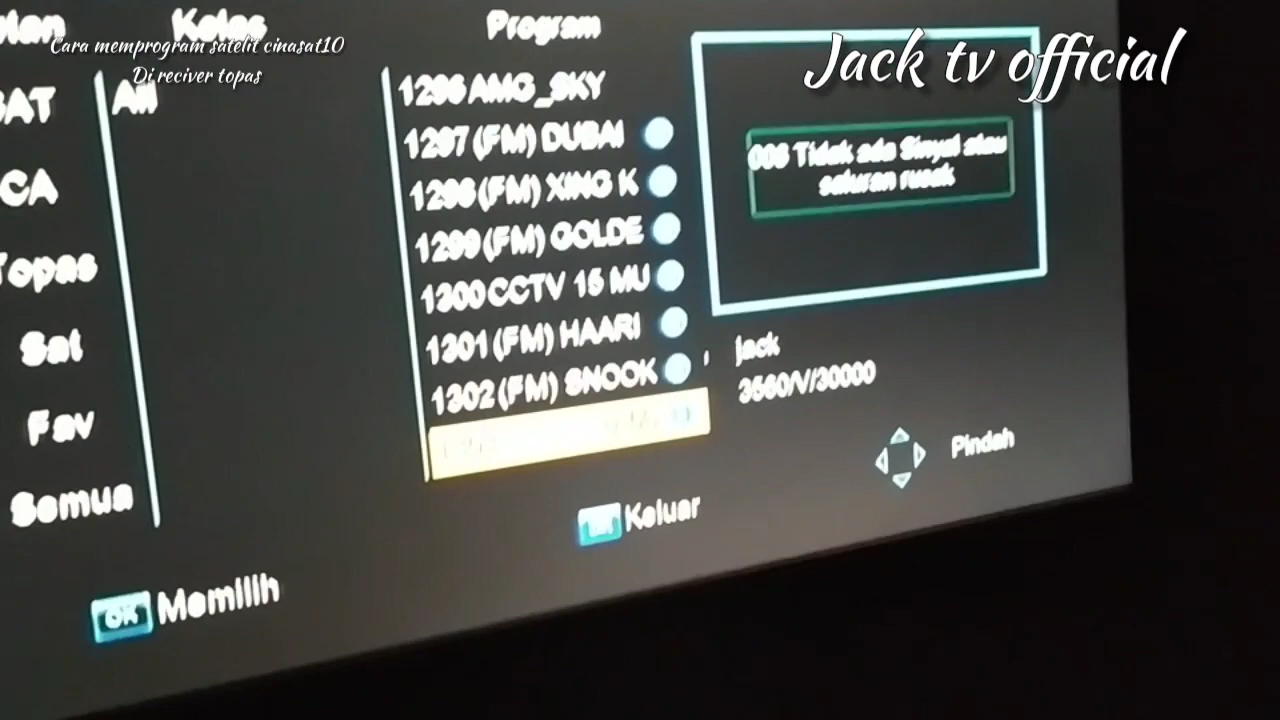 Kelas
Program
Cara memprogram satelit cinasat10
Di reciver topas
Jack tv official
SAT
CA
Topas
Sat
Fav
Semua
All
1296 AMC_SKY
1297 (FM) DUBAI
1298 (FM) XING K
1299 (FM) GOLDE
1300 CCTV 15 MU
1301 (FM) HAARI
1302 (FM) SNOOK
006 Tidak ada Sinyal atau
saluran rusak
jack
3560/V/30000
Pindah
Keluar
OK Memilih